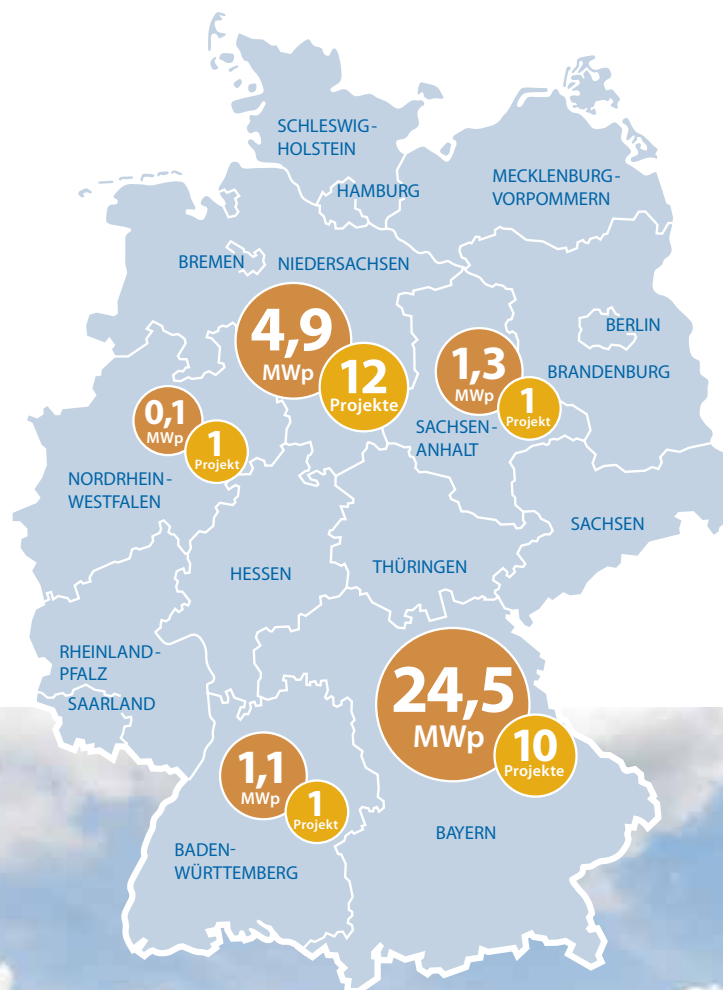 SCHLESWIG-
HOLSTEIN
HAMBURG
MECKLENBURG-
VORPOMMERN
BREMEN
NIEDERSACHSEN
4,9
MWp
12
Projekte
BERLIN
BRANDENBURG
1,3
MWp
1
Projekt
SACHSEN-
ANHALT
0,1
MWp
1
Projekt
NORDRHEIN-
WESTFALEN
SACHSEN
HESSEN
THÜRINGEN
RHEINLAND-
PFALZ
SAARLAND
24,5
MWp
10
Projekte
1,1
MWp
1
Projekt
BAYERN
BADEN-
WÜRTTEMBERG